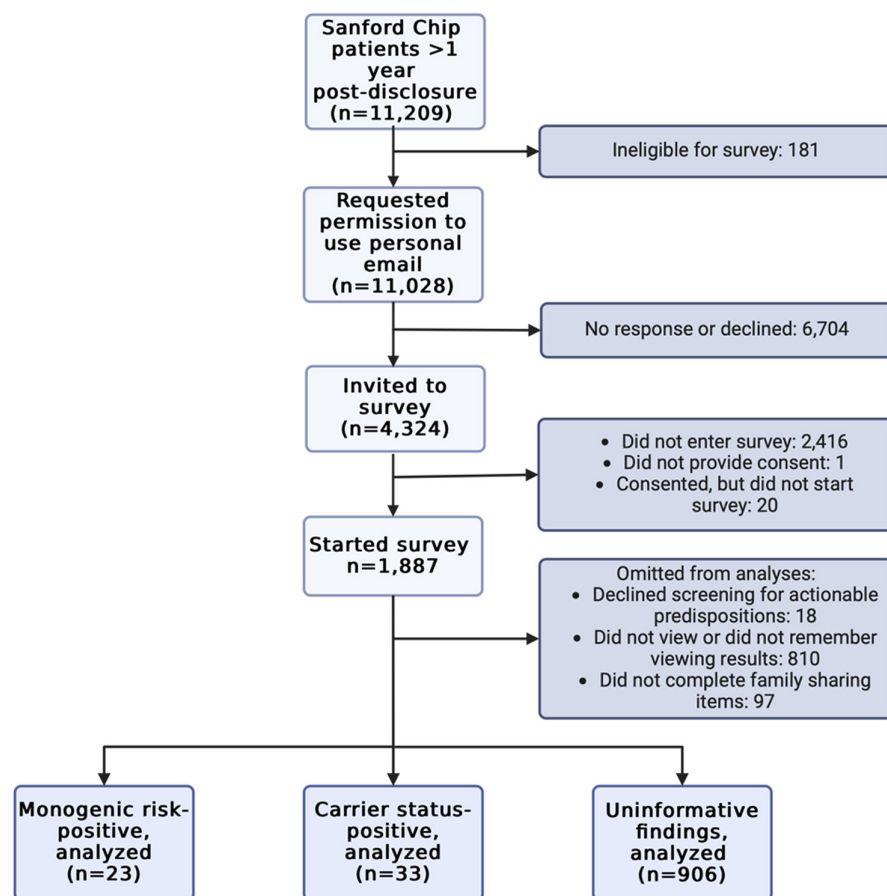 Sanford Chip
patients >1
year
post-disclosure
(n=11,209)
Ineligible for survey: 181
Requested
permission to
use personal
email
(n=11,028)
No response or declined: 6,704
Invited to
survey
(n=4,324)
• Did not enter survey: 2,416
• Did not provide consent: 1
• Consented, but did not start
survey: 20
Started survey
n=1,887
Omitted from analyses:
• Declined screening for actionable
predispositions: 18
• Did not view or did not remember
viewing results: 810
• Did not complete family sharing
items: 97
Monogenic risk-
positive,
analyzed
(n=23)
Carrier status-
positive,
analyzed
(n=33)
Uninformative
findings,
analyzed
(n=906)